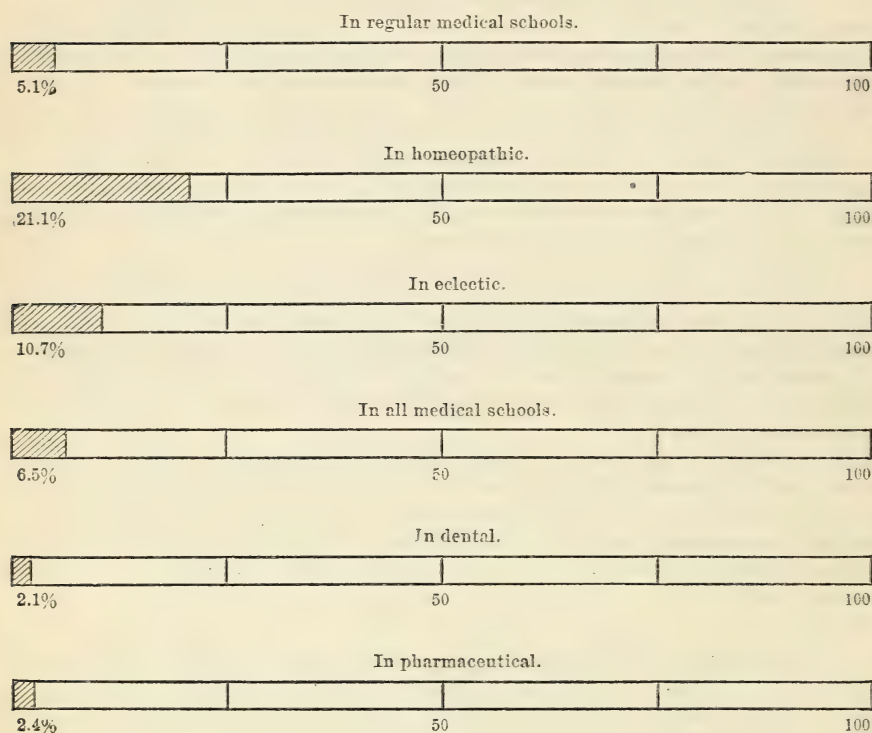 In regular medical schools.
5.1% 50 100
In homeopathic.
21.1% 50 100
In eclectic.
10.7% 50 100
In all medical schools.
6.5% 50 100
In dental.
2.1% 50 100
In pharmaceutical.
2.4% 50 100